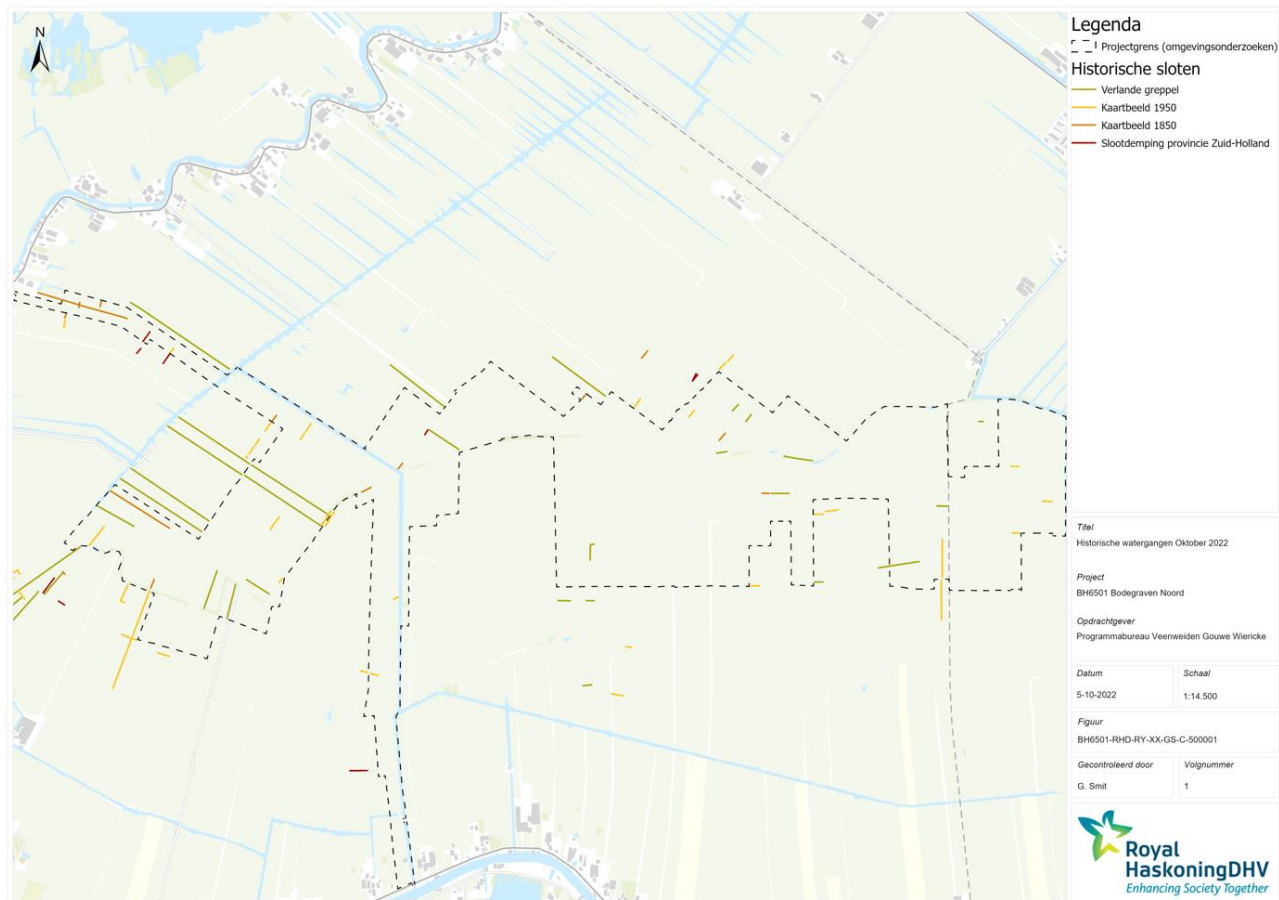 N
Legenda
Projectgrens (omgevingsonderzoeken)
Historische sloten
Verlande greppel
Kaartbeeld 1950
Kaartbeeld 1850
Slootdemping provincie Zuid-Holland
Titel
Historische watergangen Oktober 2022
Project
BH6501 Bodegraven Noord
Opdrachtgever
Programmabureau Veenweiden Gouwe Wiericke
Datum
5-10-2022
Schaal
1:14.500
Figuur
BH6501-RHD-RY-XX-GS-C-500001
Gecontroleerd door
G. Smit
Volgnummer
1
Royal
HaskoningDHV
Enhancing Society Together